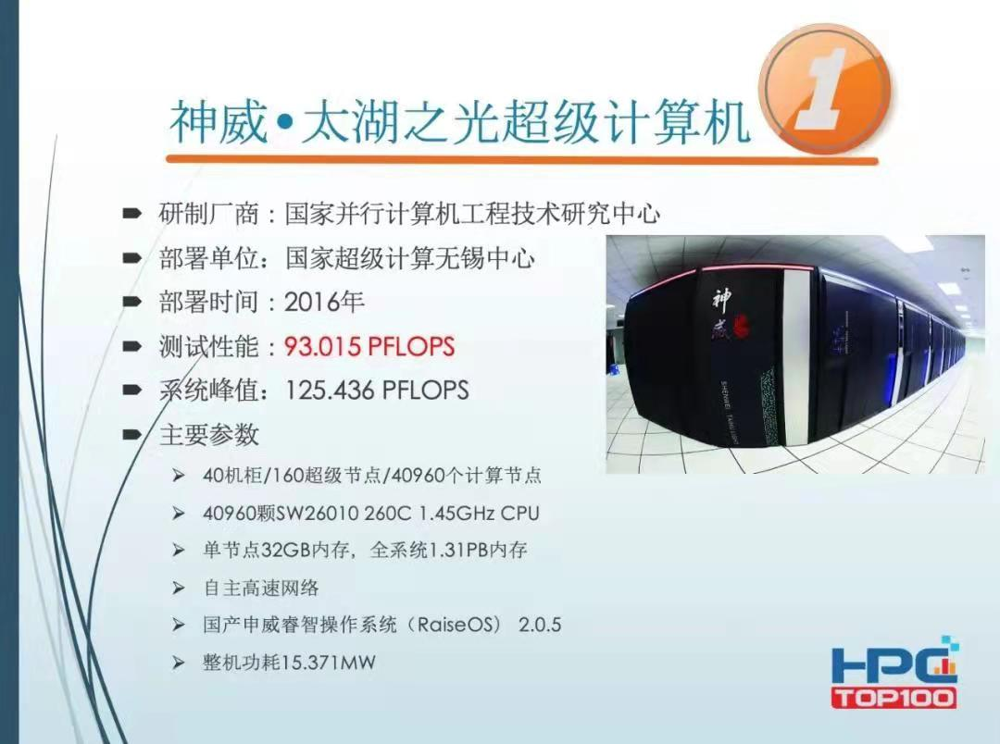 1
神威•太湖之光超级计算机
研制厂商：国家并行计算机工程技术研究中心
部署单位：国家超级计算无锡中心
部署时间：2016年
测试性能：93.015 PFLOPS
系统峰值：125.436 PFLOPS
主要参数
40机柜/160超级节点/40960个计算节点
40960颗SW26010 260C 1.45GHz CPU
单节点32GB内存，全系统1.31PB内存
自主高速网络
国产申威睿智操作系统（RaiseOS） 2.0.5
整机功耗15.371MW
神威
SHENWEI TAIHULIGHT
HPC
TOP100